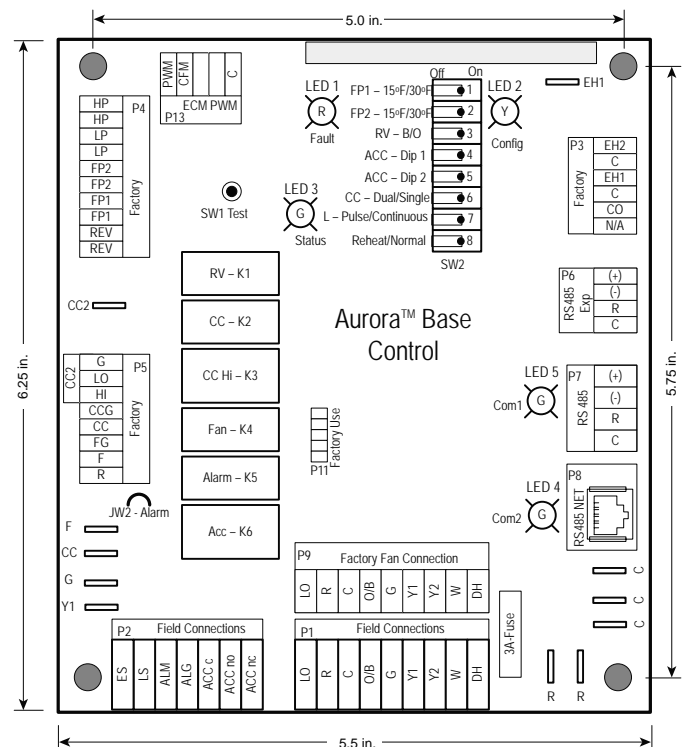 5.0 in.
6.25 in.
5.75 in.
5.5 in.
PWM
CFM
C
ECM PWM
P13
LED 1
R
Fault
Off
On
LED 2
Y
Config
EH1
FP1 – 15ºF/30ºF
1
FP2 – 15ºF/30ºF
2
RV – B/O
3
ACC – Dip 1
4
ACC – Dip 2
5
CC – Dual/Single
6
L – Pulse/Continuous
7
Reheat/Normal
8
SW2
P4
Factory
HP
HP
LP
LP
FP2
FP2
FP1
FP1
REV
REV
SW1 Test
LED 3
G
Status
P3
Factory
EH2
C
EH1
C
CO
N/A
RV – K1
CC – K2
CC Hi – K3
Fan – K4
Alarm – K5
Acc – K6
Aurora™ Base
Control
CC2
P6
RS485
Exp
(+)
(-)
R
C
CC2
P5
Factory
G
LO
HI
CCG
CC
FG
F
R
LED 5
Com1
G
P7
RS 485
(+)
(-)
R
C
P11
Factory Use
JW2 - Alarm
LED 4
Com2
G
P8
RS485 NET
F
CC
G
Y1
P9
Factory Fan Connection
LO
R
C
O/B
G
Y1
Y2
W
DH
C
C
C
P2
Field Connections
ES
LS
ALM
ALG
ACC c
ACC no
ACC nc
P1
Field Connections
LO
R
C
O/B
G
Y1
Y2
W
DH
3A-Fuse
R
R